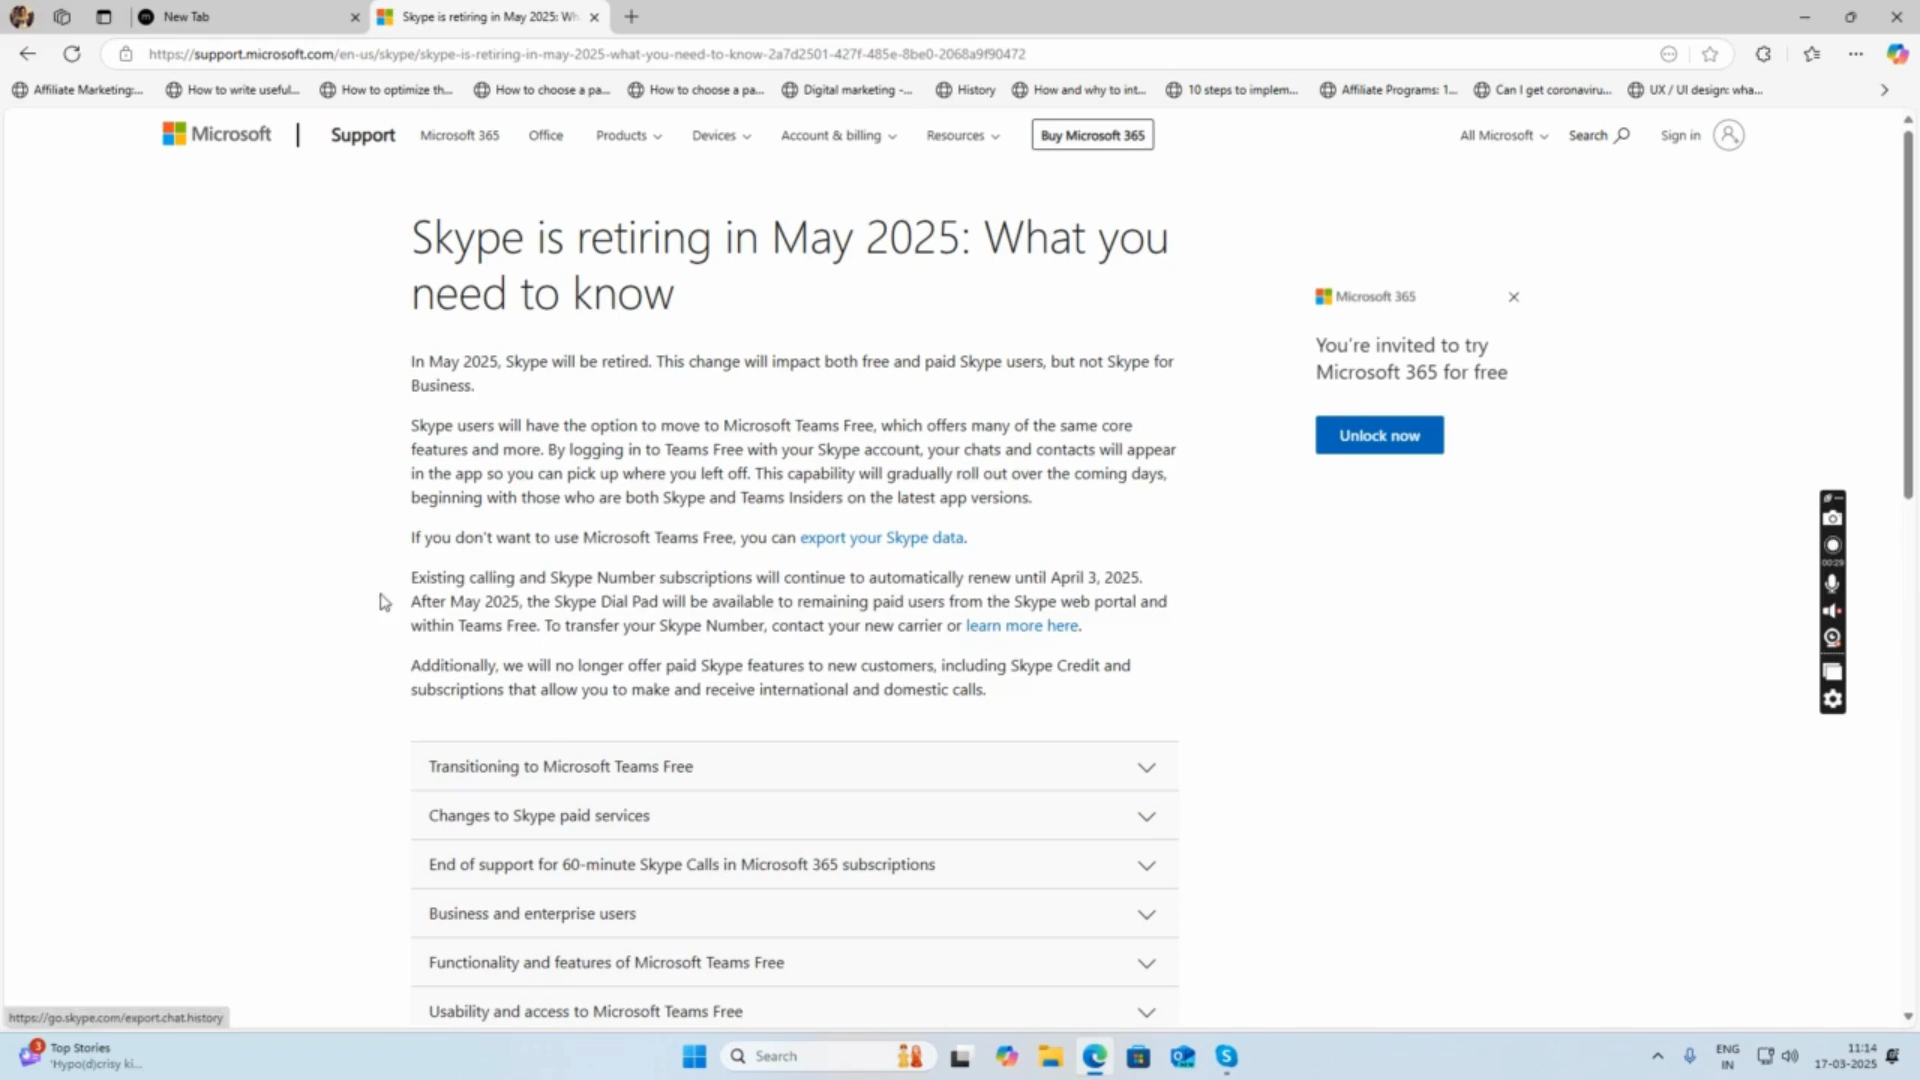 New Tab
Skype is retiring in May 2025: Wh
https://support.microsoft.com/en-us/skype/skype-is-retiring-in-may-2025-what-you-need-to-know-2a7d2501-427f-485e-8be0-2068a9f90472
Affiliate Marketing:...
How to write useful...
How to optimize th...
How to choose a pa...
How to choose a pa...
Digital marketing -...
History
How and why to int...
10 steps to implem...
Affiliate Programs: 1...
Can I get coronaviru...
UX / UI design: wha...
Microsoft
Support
Microsoft 365
Office
Products
Devices
Account & billing
Resources
Buy Microsoft 365
All Microsoft
Search
Sign in
Skype is retiring in May 2025: What you
need to know
Microsoft 365
You're invited to try
Microsoft 365 for free
Unlock now
In May 2025, Skype will be retired. This change will impact both free and paid Skype users, but not Skype for
Business.
Skype users will have the option to move to Microsoft Teams Free, which offers many of the same core
features and more. By logging in to Teams Free with your Skype account, your chats and contacts will appear
in the app so you can pick up where you left off. This capability will gradually roll out over the coming days,
beginning with those who are both Skype and Teams Insiders on the latest app versions.
If you don't want to use Microsoft Teams Free, you can export your Skype data.
Existing calling and Skype Number subscriptions will continue to automatically renew until April 3, 2025.
After May 2025, the Skype Dial Pad will be available to remaining paid users from the Skype web portal and
within Teams Free. To transfer your Skype Number, contact your new carrier or learn more here.
Additionally, we will no longer offer paid Skype features to new customers, including Skype Credit and
subscriptions that allow you to make and receive international and domestic calls.
00:29
Transitioning to Microsoft Teams Free
Changes to Skype paid services
End of support for 60-minute Skype Calls in Microsoft 365 subscriptions
Business and enterprise users
Functionality and features of Microsoft Teams Free
Usability and access to Microsoft Teams Free
https://go.skype.com/export.chat.history
3
Top Stories
'Hypo(d)crisy ki...
Search
ENG
IN
11:14
17-03-2025